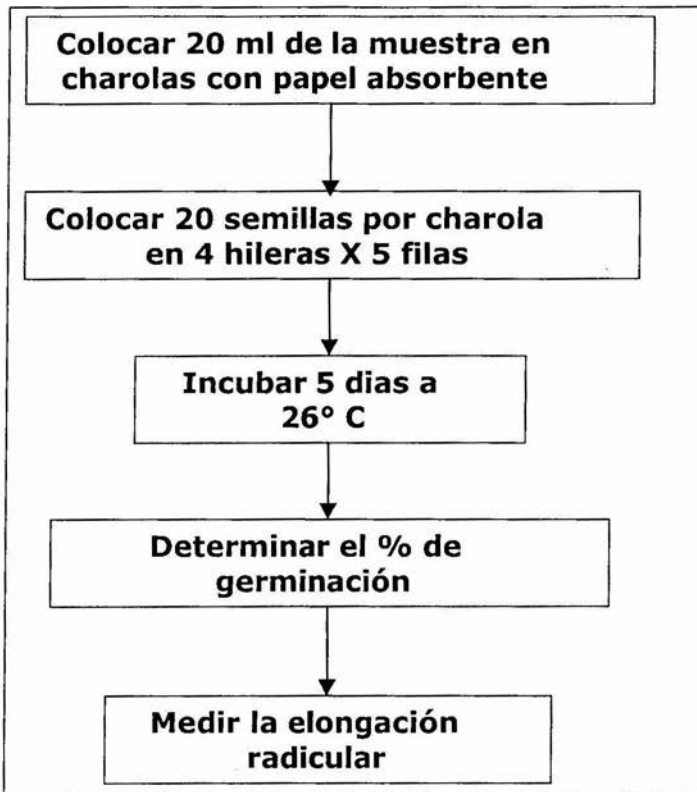 Colocar 20 ml de la muestra en
charolas con papel absorbente
Colocar 20 semillas por charola
en 4 hileras X 5 filas
Incubar 5 dias a
26° C
Determinar el % de
germinación
Medir la elongación
radicular